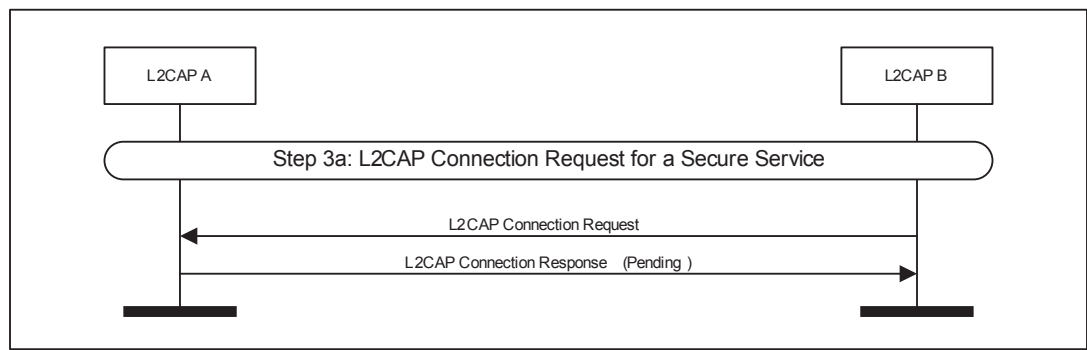 L2CAP A
L2CAP B
Step 3a: L2CAP Connection Request for a Secure Service
L2CAP Connection Request
L2CAP Connection Response (Pending )